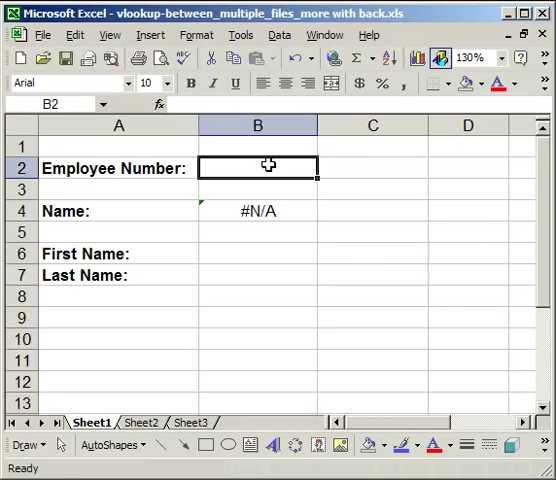 Microsoft Excel - vlookup-between_multiple_files_more with back.xls
File Edit View Insert Format Tools Data Window Help
Σ 130% ?
Arial 10 B I U $ % A
B2 fx
A B C D
1
2 Employee Number:
3
4 Name: #N/A
5
6 First Name:
7 Last Name:
8
9
10
11
12
13
Sheet1 Sheet2 Sheet3
Draw AutoShapes A A
Ready